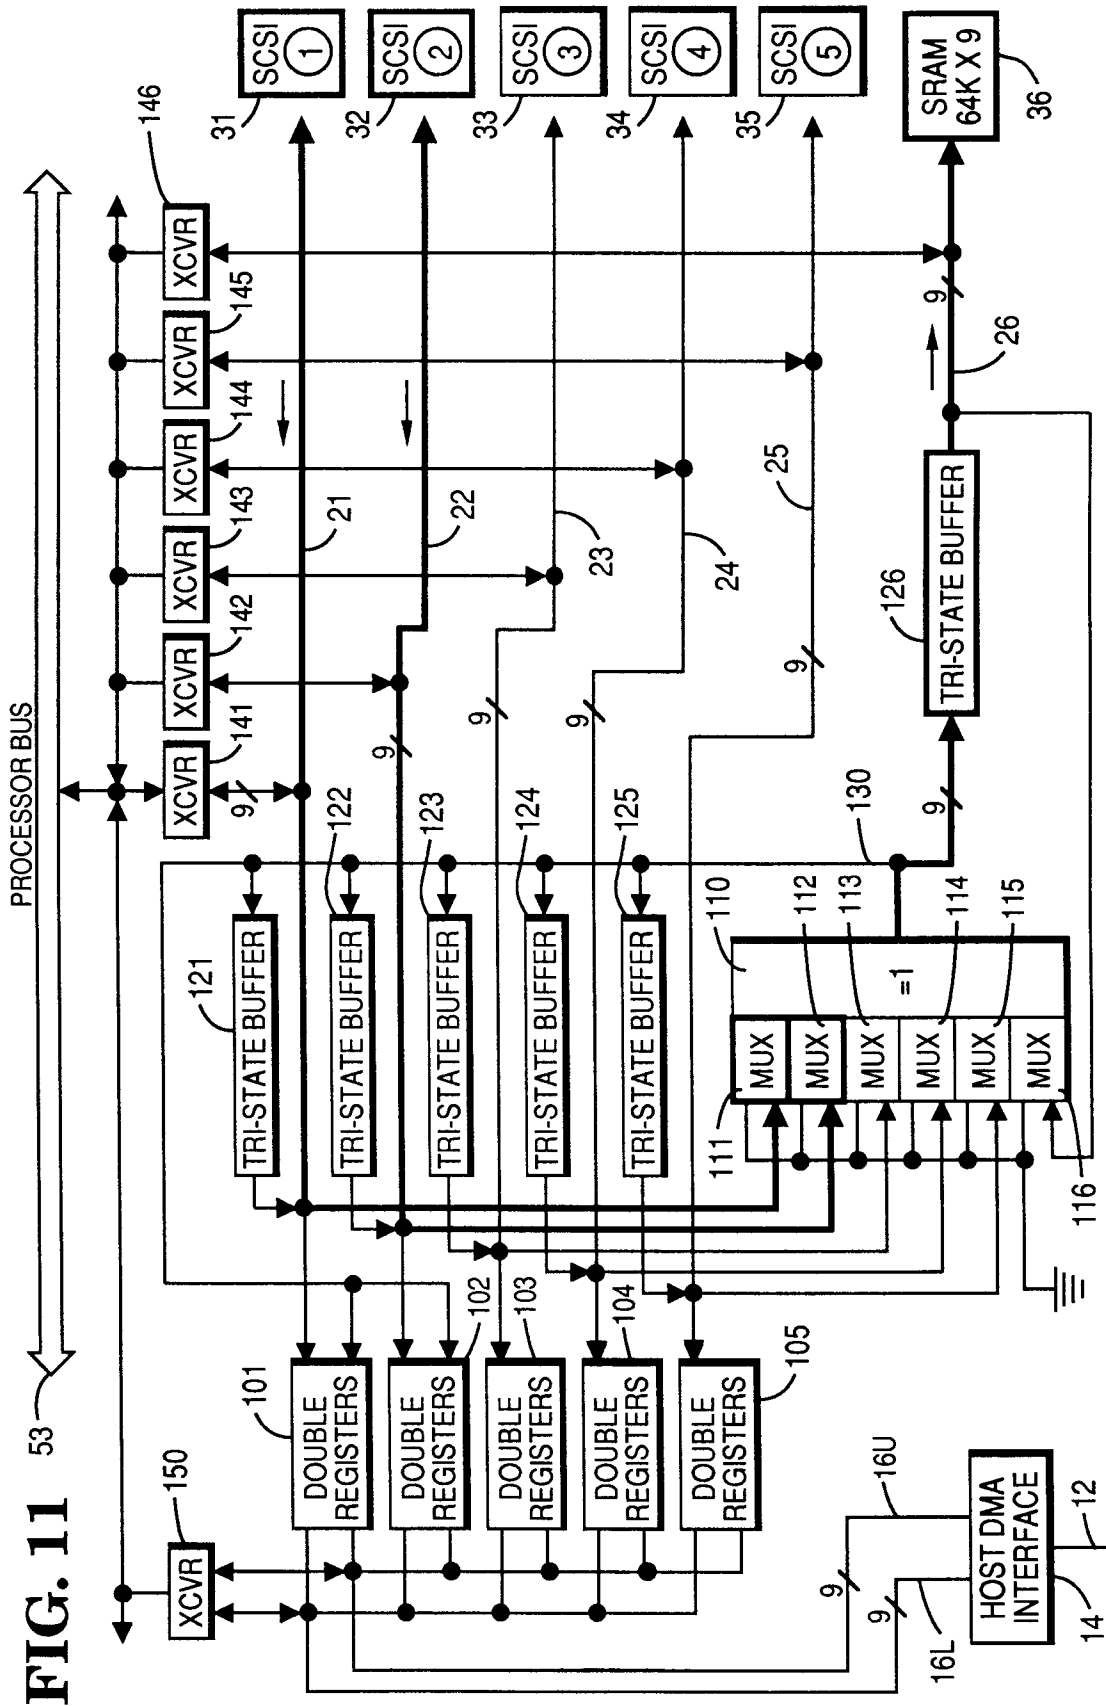 FIG. 11
PROCESSOR BUS
53
150
XCVR
XCVR
141
XCVR
142
XCVR
143
XCVR
144
XCVR
145
XCVR
146
9
31
SCSI
1
32
SCSI
2
33
SCSI
3
34
SCSI
4
35
SCSI
5
SRAM
64K X 9
36
21
22
23
24
25
26
9
9
9
9
9
101
DOUBLE
REGISTERS
102
DOUBLE
REGISTERS
103
DOUBLE
REGISTERS
104
DOUBLE
REGISTERS
105
DOUBLE
REGISTERS
121
TRI-STATE BUFFER
122
TRI-STATE BUFFER
123
TRI-STATE BUFFER
124
TRI-STATE BUFFER
125
TRI-STATE BUFFER
130
9
126
TRI-STATE BUFFER
110
=1
111
MUX
112
MUX
113
MUX
114
MUX
115
MUX
116
MUX
16U
9
9
16L
HOST DMA
INTERFACE
12
14